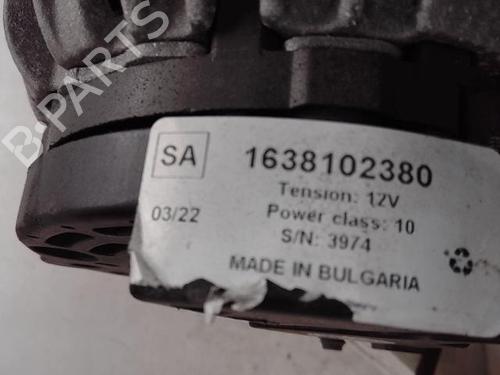 B-PARTS
SA
1638102380
Tension: 12V
03/22
Power class: 10
S/N: 3974
MADE IN BULGARIA